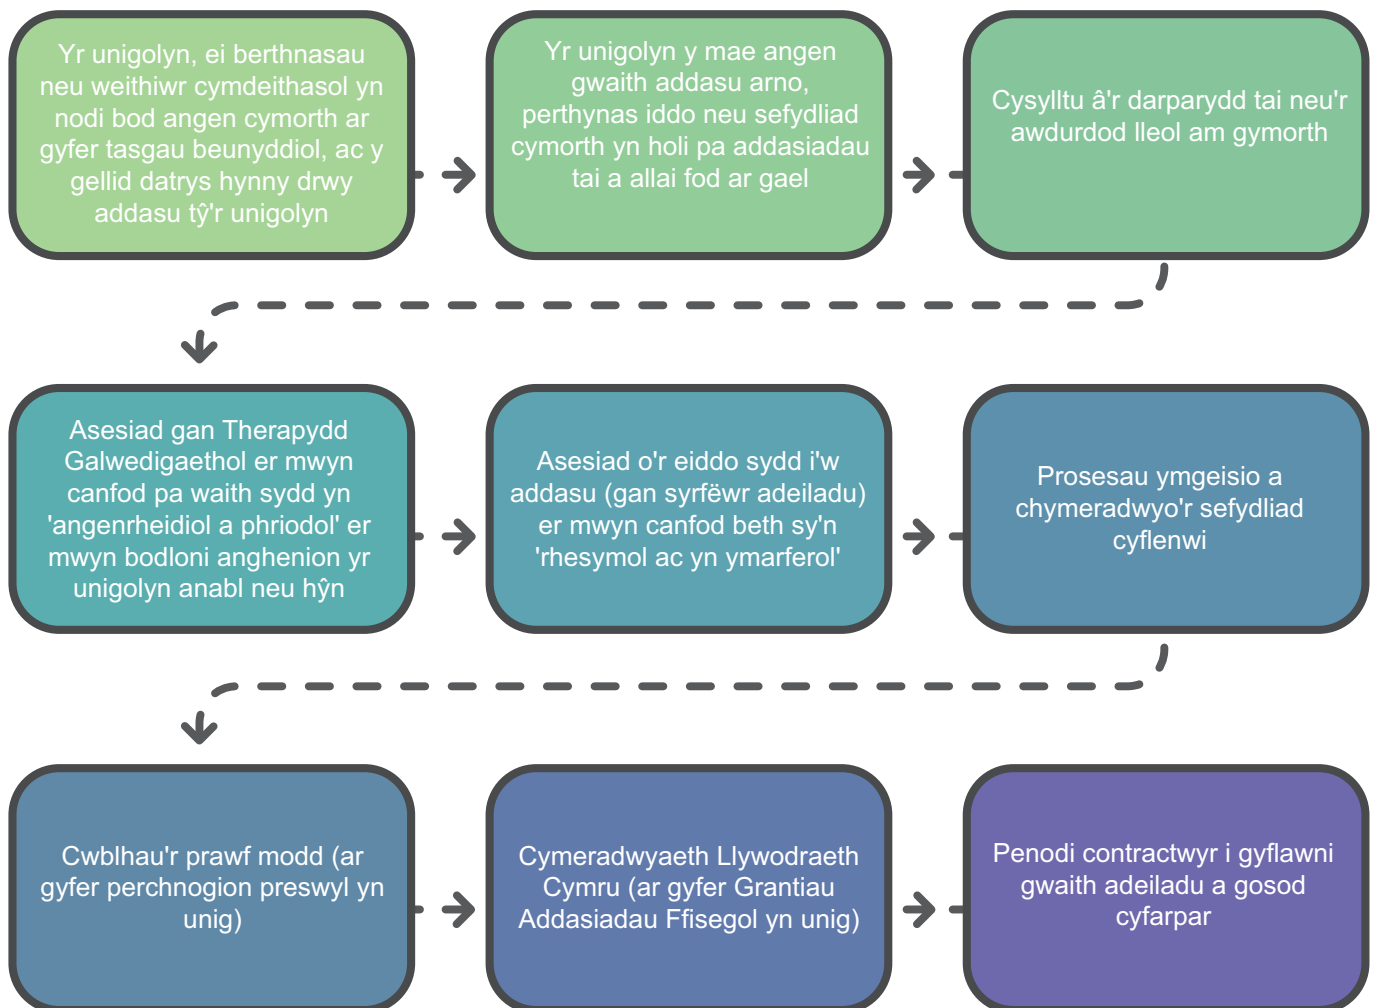 Yr unigolyn, ei berthnasau
neu weithiwr cymdeithasol yn
nodi bod angen cymorth ar
gyfer tasgau beunyddiol, ac y
gellid datrys hynny drwy
addasu tŷ'r unigolyn
Yr unigolyn y mae angen
gwaith addasu arno,
perthynas iddo neu sefydliad
cymorth yn holi pa addasiadau
tai a allai fod ar gael
Cysylltu â'r darparydd tai neu'r
awdurdod lleol am gymorth
Asesiad gan Therapydd
Galwedigaethol er mwyn
canfod pa waith sydd yn
'angenrheidiol a phriodol' er
mwyn bodloni anghenion yr
unigolyn anabl neu hŷn
Asesiad o'r eiddo sydd i'w
addasu (gan syrfëwr adeiladu)
er mwyn canfod beth sy'n
'rhesymol ac yn ymarferol'
Prosesau ymgeisio a
chymeradwyo'r sefydliad
cyflenwi
Cwblhau'r prawf modd (ar
gyfer perchnogion preswyl yn
unig)
Cymeradwyaeth Llywodraeth
Cymru (ar gyfer Grantiau
Addasiadau Ffisegol yn unig)
Penodi contractwyr i gyflawni
gwaith adeiladu a gosod
cyfarpar